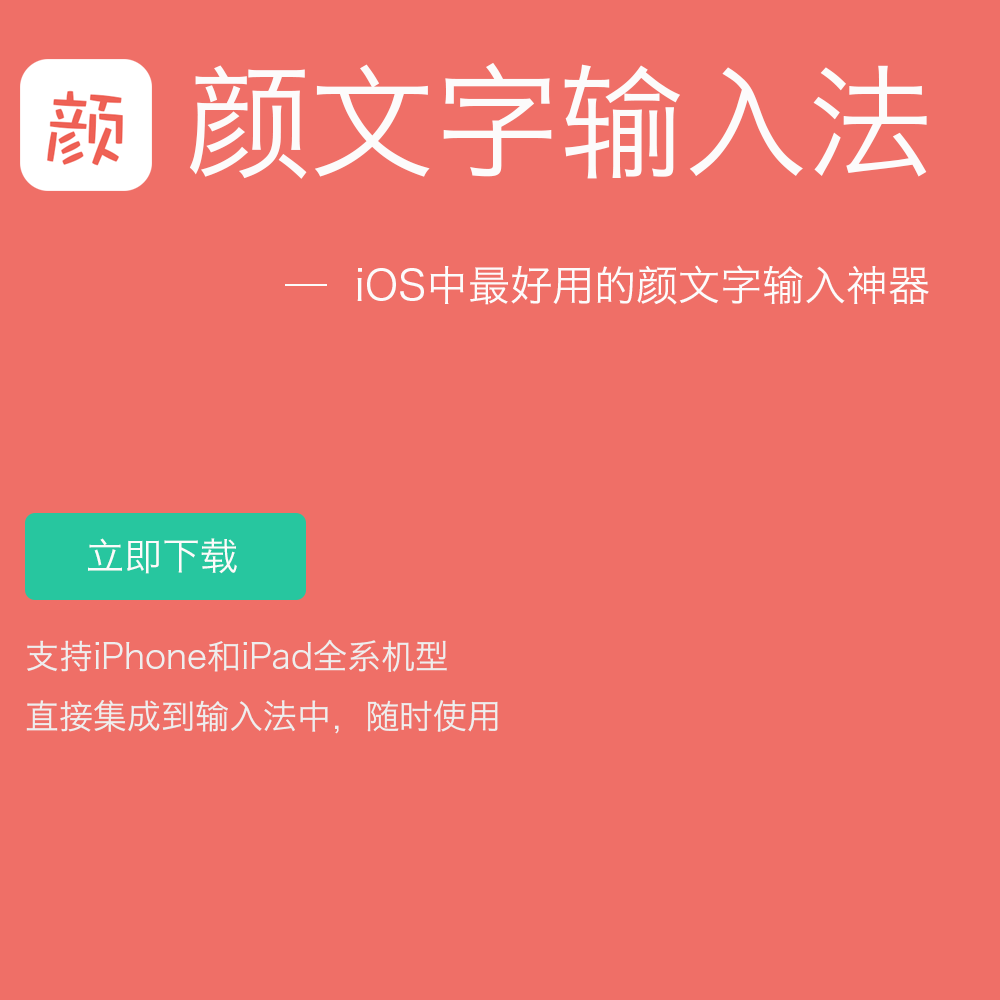 颜 颜文字输入法
— iOS中最好用的颜文字输入神器
立即下载
支持iPhone和iPad全系机型
直接集成到输入法中，随时使用